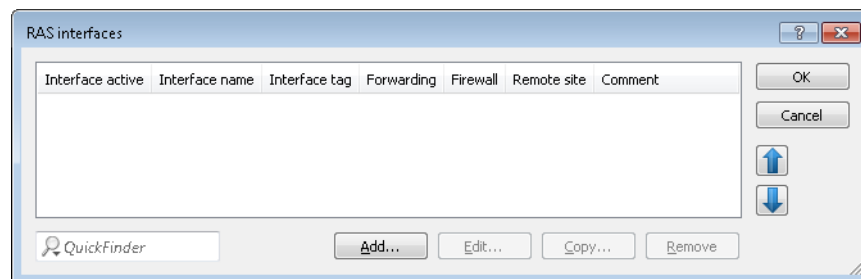 RAS interfaces
Interface active Interface name Interface tag Forwarding Firewall Remote site Comment
OK
Cancel
QuickFinder
Add... Edit... Copy... Remove